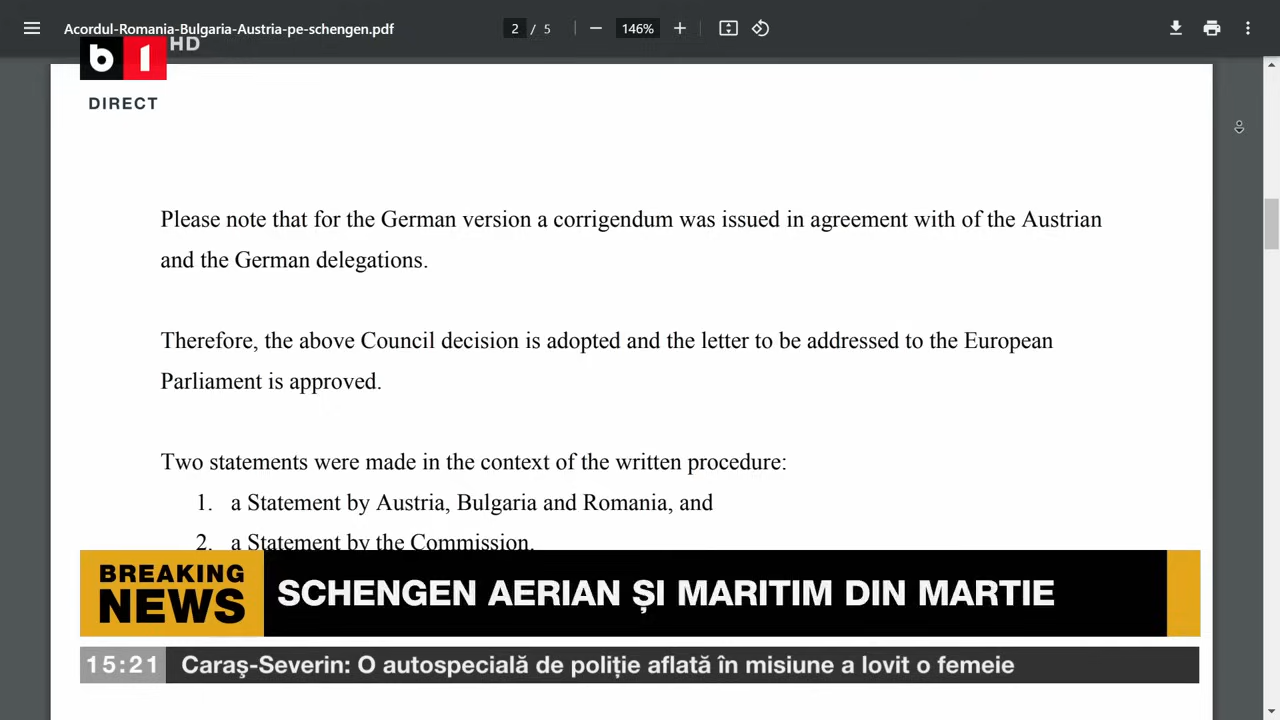 Acordul-Romania-Bulgaria-Austria-pe-schengen.pdf
2 / 5
146%
b1 HD
DIRECT
Please note that for the German version a corrigendum was issued in agreement with of the Austrian
and the German delegations.
Therefore, the above Council decision is adopted and the letter to be addressed to the European
Parliament is approved.
Two statements were made in the context of the written procedure:
1. a Statement by Austria, Bulgaria and Romania, and
2. a Statement by the Commission.
BREAKING
NEWS
SCHENGEN AERIAN ȘI MARITIM DIN MARTIE
15:21 Caraş-Severin: O autospecială de poliţie aflată în misiune a lovit o femeie